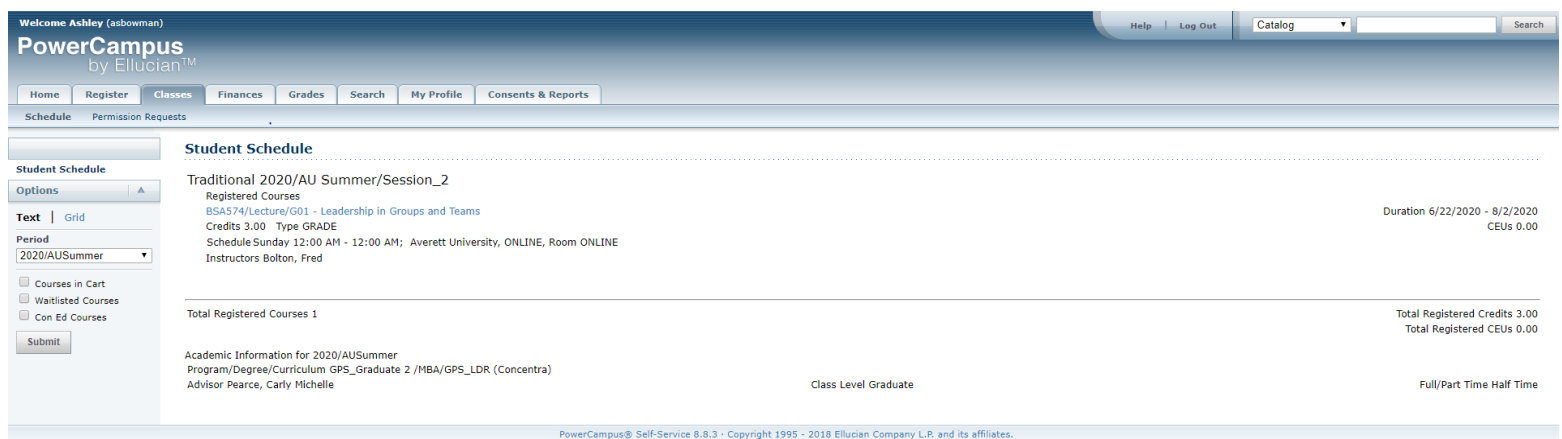 Welcome Ashley (asbowman)
Help | Log Out Catalog Search
PowerCampus
by Ellucian™
Home Register Classes Finances Grades Search My Profile Consents & Reports
Schedule Permission Requests
Student Schedule
Options
Text | Grid
Period
2020/AUSummer
Courses in Cart
Waitlisted Courses
Con Ed Courses
Submit
Student Schedule
Traditional 2020/AU Summer/Session_2
Registered Courses
BSA574/Lecture/G01 - Leadership in Groups and Teams Duration 6/22/2020 - 8/2/2020
Credits 3.00 Type GRADE CEUs 0.00
Schedule Sunday 12:00 AM - 12:00 AM; Averett University, ONLINE, Room ONLINE
Instructors Bolton, Fred
Total Registered Courses 1 Total Registered Credits 3.00
Total Registered CEUs 0.00
Academic Information for 2020/AUSummer
Program/Degree/Curriculum GPS_Graduate 2 /MBA/GPS_LDR (Concentra)
Advisor Pearce, Carly Michelle Class Level Graduate Full/Part Time Half Time
PowerCampus® Self-Service 8.8.3 · Copyright 1995 - 2018 Ellucian Company L.P. and its affiliates.